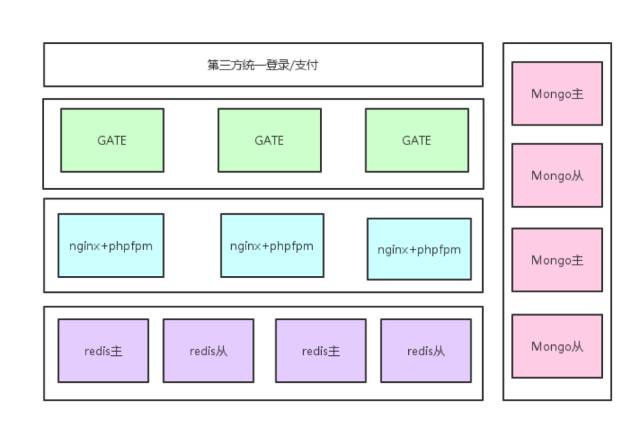 第三方统一登录/支付
GATE
GATE
GATE
nginx+phpfpm
nginx+phpfpm
nginx+phpfpm
redis主
redis从
redis主
redis从
Mongo主
Mongo从
Mongo主
Mongo从